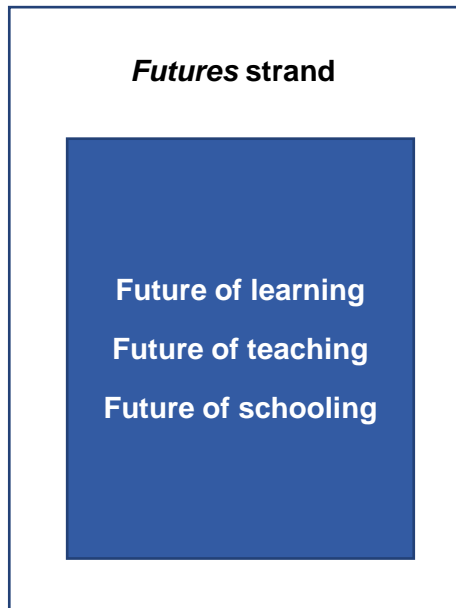 Futures strand
Future of learning
Future of teaching
Future of schooling